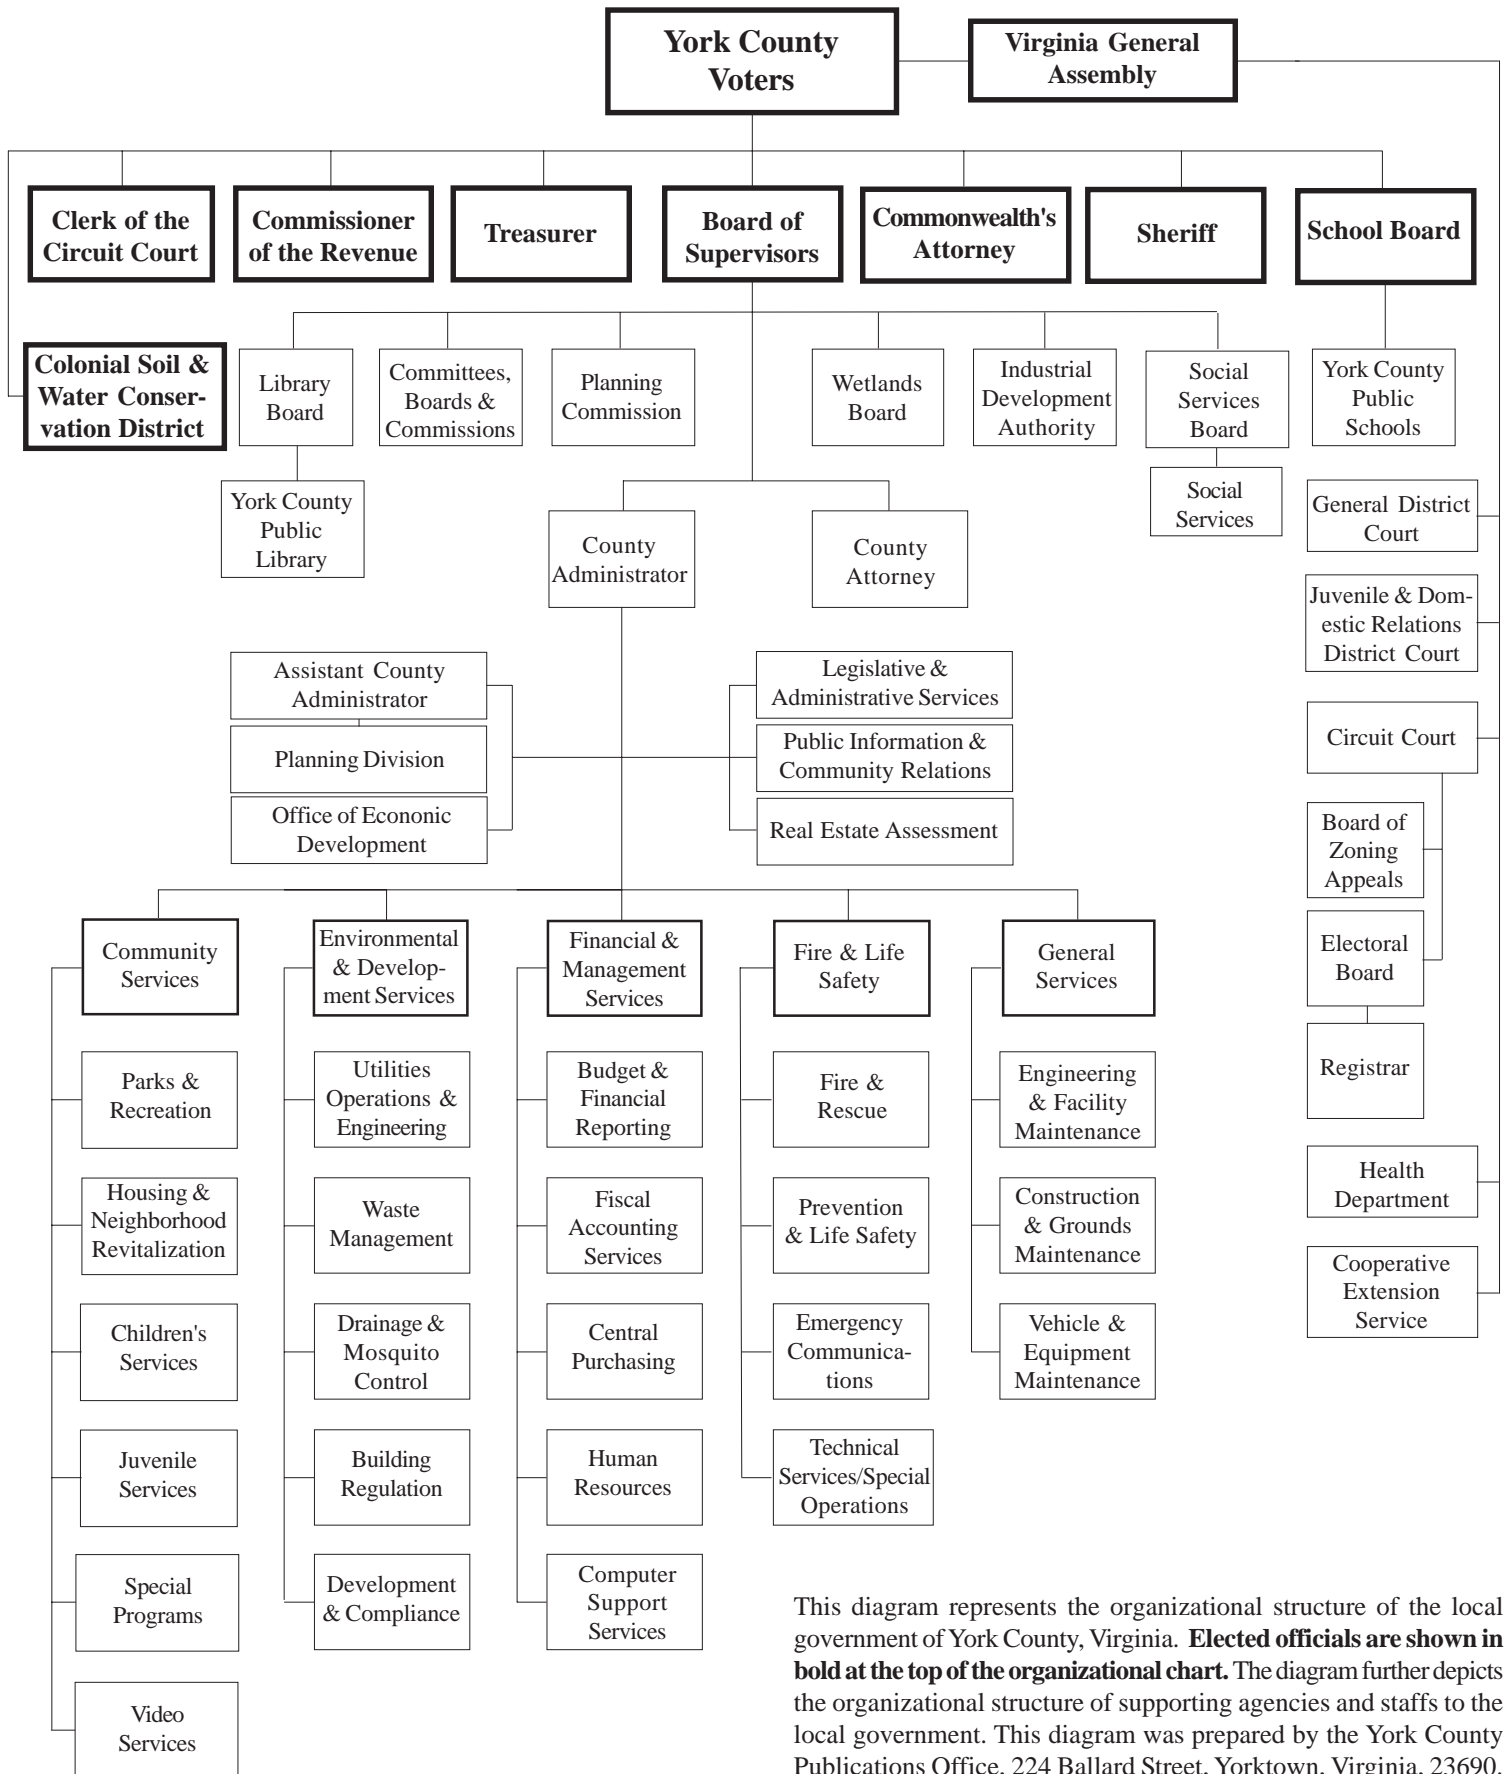 York County
Voters
Virginia General
Assembly
Clerk of the
Circuit Court
Commissioner
of the Revenue
Treasurer
Board of
Supervisors
Commonwealth's
Attorney
Sheriff
School Board
Colonial Soil &
Water Conser-
vation District
Library
Board
Committees,
Boards &
Commissions
Planning
Commission
Wetlands
Board
Industrial
Development
Authority
Social
Services
Board
York County
Public
Schools
York County
Public
Library
Social
Services
County
Administrator
County
Attorney
General District
Court
Juvenile & Dom-
estic Relations
District Court
Circuit Court
Board of
Zoning
Appeals
Electoral
Board
Registrar
Health
Department
Cooperative
Extension
Service
Assistant County
Administrator
Planning Division
Office of Econonic
Development
Legislative &
Administrative Services
Public Information &
Community Relations
Real Estate Assessment
Community
Services
Parks &
Recreation
Housing &
Neighborhood
Revitalization
Children's
Services
Juvenile
Services
Special
Programs
Video
Services
Environmental
& Develop-
ment Services
Utilities
Operations &
Engineering
Waste
Management
Drainage &
Mosquito
Control
Building
Regulation
Development
& Compliance
Financial &
Management
Services
Budget &
Financial
Reporting
Fiscal
Accounting
Services
Central
Purchasing
Human
Resources
Computer
Support
Services
Fire & Life
Safety
Fire &
Rescue
Prevention
& Life Safety
Emergency
Communica-
tions
Technical
Services/Special
Operations
General
Services
Engineering
& Facility
Maintenance
Construction
& Grounds
Maintenance
Vehicle &
Equipment
Maintenance
This diagram represents the organizational structure of the local
government of York County, Virginia. Elected officials are shown in
bold at the top of the organizational chart. The diagram further depicts
the organizational structure of supporting agencies and staffs to the
local government. This diagram was prepared by the York County
Publications Office, 224 Ballard Street, Yorktown, Virginia, 23690.